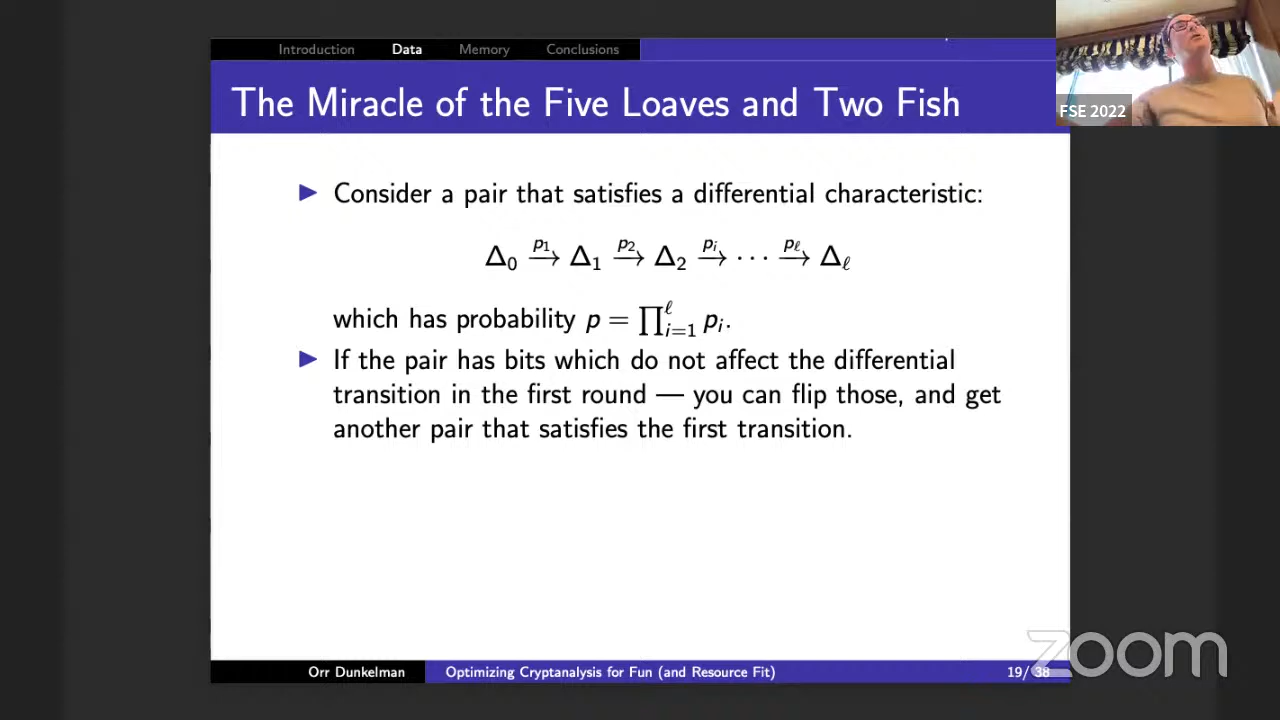 Introduction Data Memory Conclusions
The Miracle of the Five Loaves and Two Fish
FSE 2022
▶ Consider a pair that satisfies a differential characteristic:
Δ₀ →^{p₁} Δ₁ →^{p₂} Δ₂ →^{pᵢ} ⋯ →^{p_ℓ} Δ_ℓ
which has probability p = ∏_{i=1}^{ℓ} pᵢ.
▶ If the pair has bits which do not affect the differential
transition in the first round — you can flip those, and get
another pair that satisfies the first transition.
Orr Dunkelman Optimizing Cryptanalysis for Fun (and Resource Fit) 19/ 38
zoom